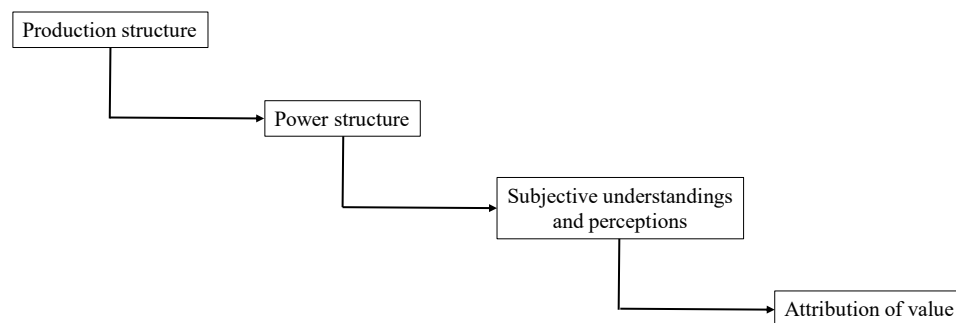 Production structure
Power structure
Subjective understandings
and perceptions
Attribution of value